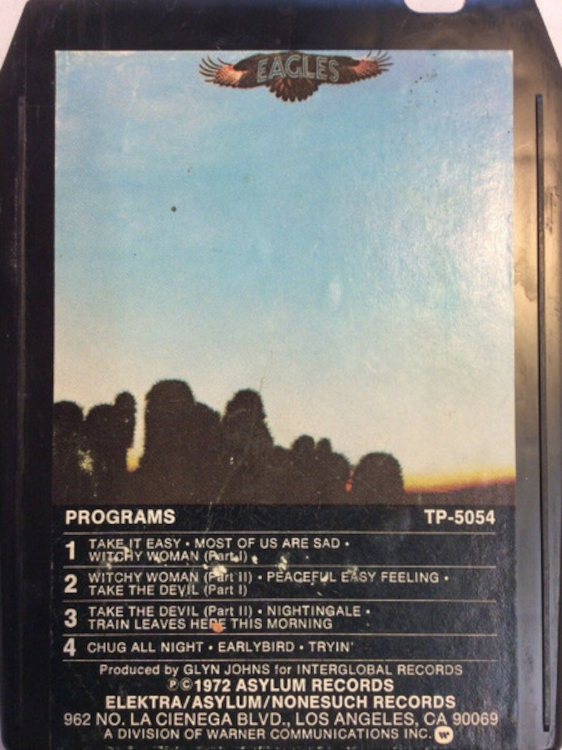 EAGLES
PROGRAMS TP-5054
1 TAKE IT EASY • MOST OF US ARE SAD •
WITCHY WOMAN (Part I) •
2 WITCHY WOMAN (Part II) • PEACEFUL EASY FEELING •
TAKE THE DEVIL (Part I)
3 TAKE THE DEVIL (Part II) • NIGHTINGALE •
TRAIN LEAVES HERE THIS MORNING
4 CHUG ALL NIGHT • EARLYBIRD • TRYIN'
Produced by GLYN JOHNS for INTERGLOBAL RECORDS
℗©1972 ASYLUM RECORDS
ELEKTRA/ASYLUM/NONESUCH RECORDS
962 NO. LA CIENEGA BLVD., LOS ANGELES, CA 90069
A DIVISION OF WARNER COMMUNICATIONS INC.